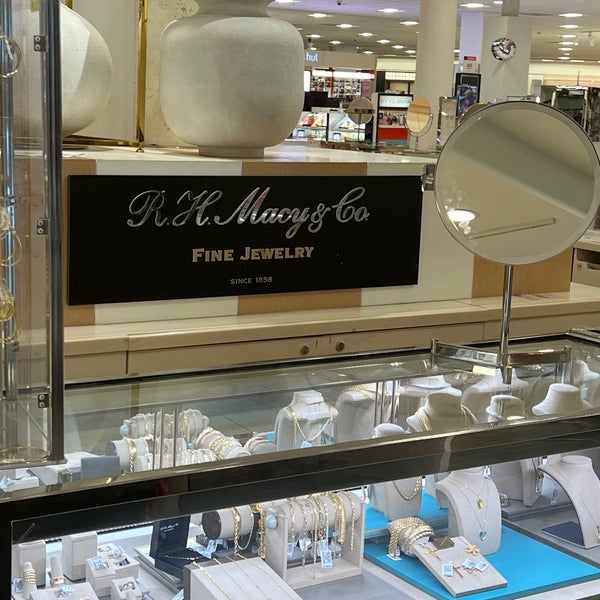 R.H. Macy & Co.
FINE JEWELRY
SINCE 1858